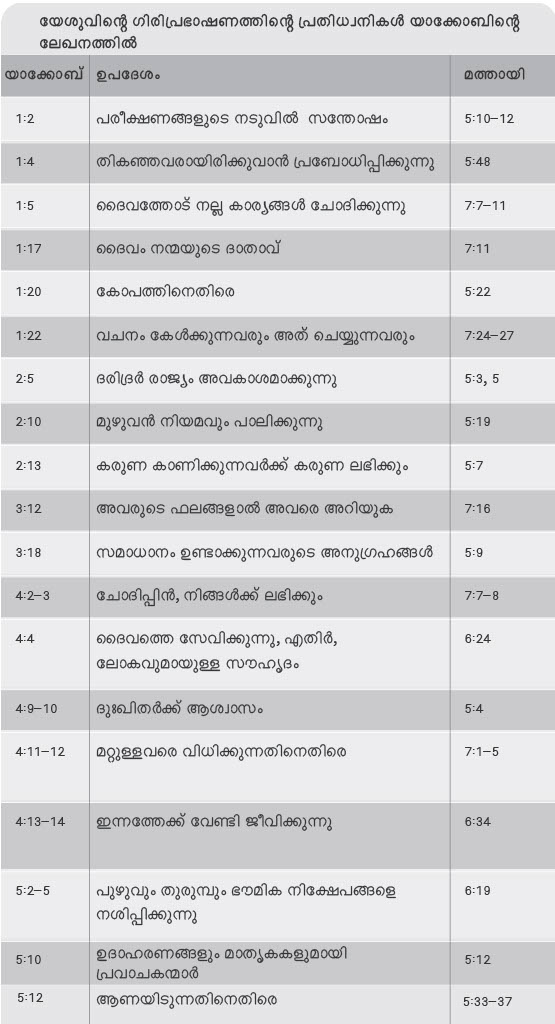 യേശുവിന്റെ ഗിരിപ്രഭാഷണത്തിന്റെ പ്രതിധ്വനികൾ യാക്കോബിന്റെ
ലേഖനത്തിൽ
യാക്കോബ് ഉപദേശം മത്തായി
1:2 പരീക്ഷണങ്ങളുടെ നടുവിൽ സന്തോഷം 5:10–12
1:4 തികഞ്ഞവരായിരിക്കുവാൻ പ്രബോധിപ്പിക്കുന്നു 5:48
1:5 ദൈവത്തോട് നല്ല കാര്യങ്ങൾ ചോദിക്കുന്നു 7:7–11
1:17 ദൈവം നന്മയുടെ ദാതാവ് 7:11
1:20 കോപത്തിനെതിരെ 5:22
1:22 വചനം കേൾക്കുന്നവരും അത് ചെയ്യുന്നവരും 7:24–27
2:5 ദരിദ്രർ രാജ്യം അവകാശമാക്കുന്നു 5:3, 5
2:10 മുഴുവൻ നിയമവും പാലിക്കുന്നു 5:19
2:13 കരുണ കാണിക്കുന്നവർക്ക് കരുണ ലഭിക്കും 5:7
3:12 അവരുടെ ഫലങ്ങളാൽ അവരെ അറിയുക 7:16
3:18 സമാധാനം ഉണ്ടാക്കുന്നവരുടെ അനുഗ്രഹങ്ങൾ 5:9
4:2–3 ചോദിപ്പിൻ, നിങ്ങൾക്ക് ലഭിക്കും 7:7–8
4:4 ദൈവത്തെ സേവിക്കുന്നു, എതിർ, 6:24
ലോകവുമായുള്ള സൗഹൃദം
4:9–10 ദുഃഖിതർക്ക് ആശ്വാസം 5:4
4:11–12 മറ്റുള്ളവരെ വിധിക്കുന്നതിനെതിരെ 7:1–5
4:13–14 ഇന്നത്തേക്ക് വേണ്ടി ജീവിക്കുന്നു 6:34
5:2–5 പുഴുവും തുരുമ്പും ഭൗമിക നിക്ഷേപങ്ങളെ 6:19
നശിപ്പിക്കുന്നു
5:10 ഉദാഹരണങ്ങളും മാതൃകകളുമായി 5:12
പ്രവാചകന്മാർ
5:12 ആണയിടുന്നതിനെതിരെ 5:33–37